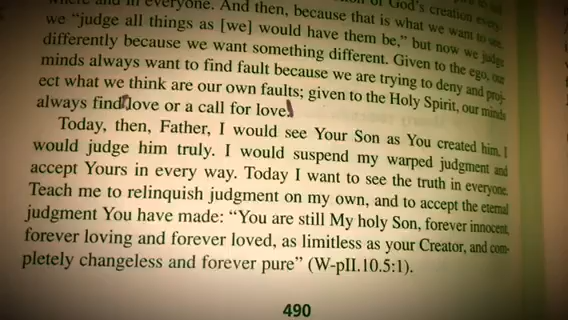 where and in everyone. And then, because that is what we want to see,
we "judge all things as [we] would have them be," but now we judge
differently because we want something different. Given to the ego, our
minds always want to find fault because we are trying to deny and proj-
ect what we think are our own faults; given to the Holy Spirit, our minds
always find love or a call for love.
Today, then, Father, I would see Your Son as You created him. I
would judge him truly. I would suspend my warped judgment and
accept Yours in every way. Today I want to see the truth in everyone.
Teach me to relinquish judgment on my own, and to accept the eternal
judgment You have made: "You are still My holy Son, forever innocent,
forever loving and forever loved, as limitless as your Creator, and com-
pletely changeless and forever pure" (W-pII.10.5:1).
490